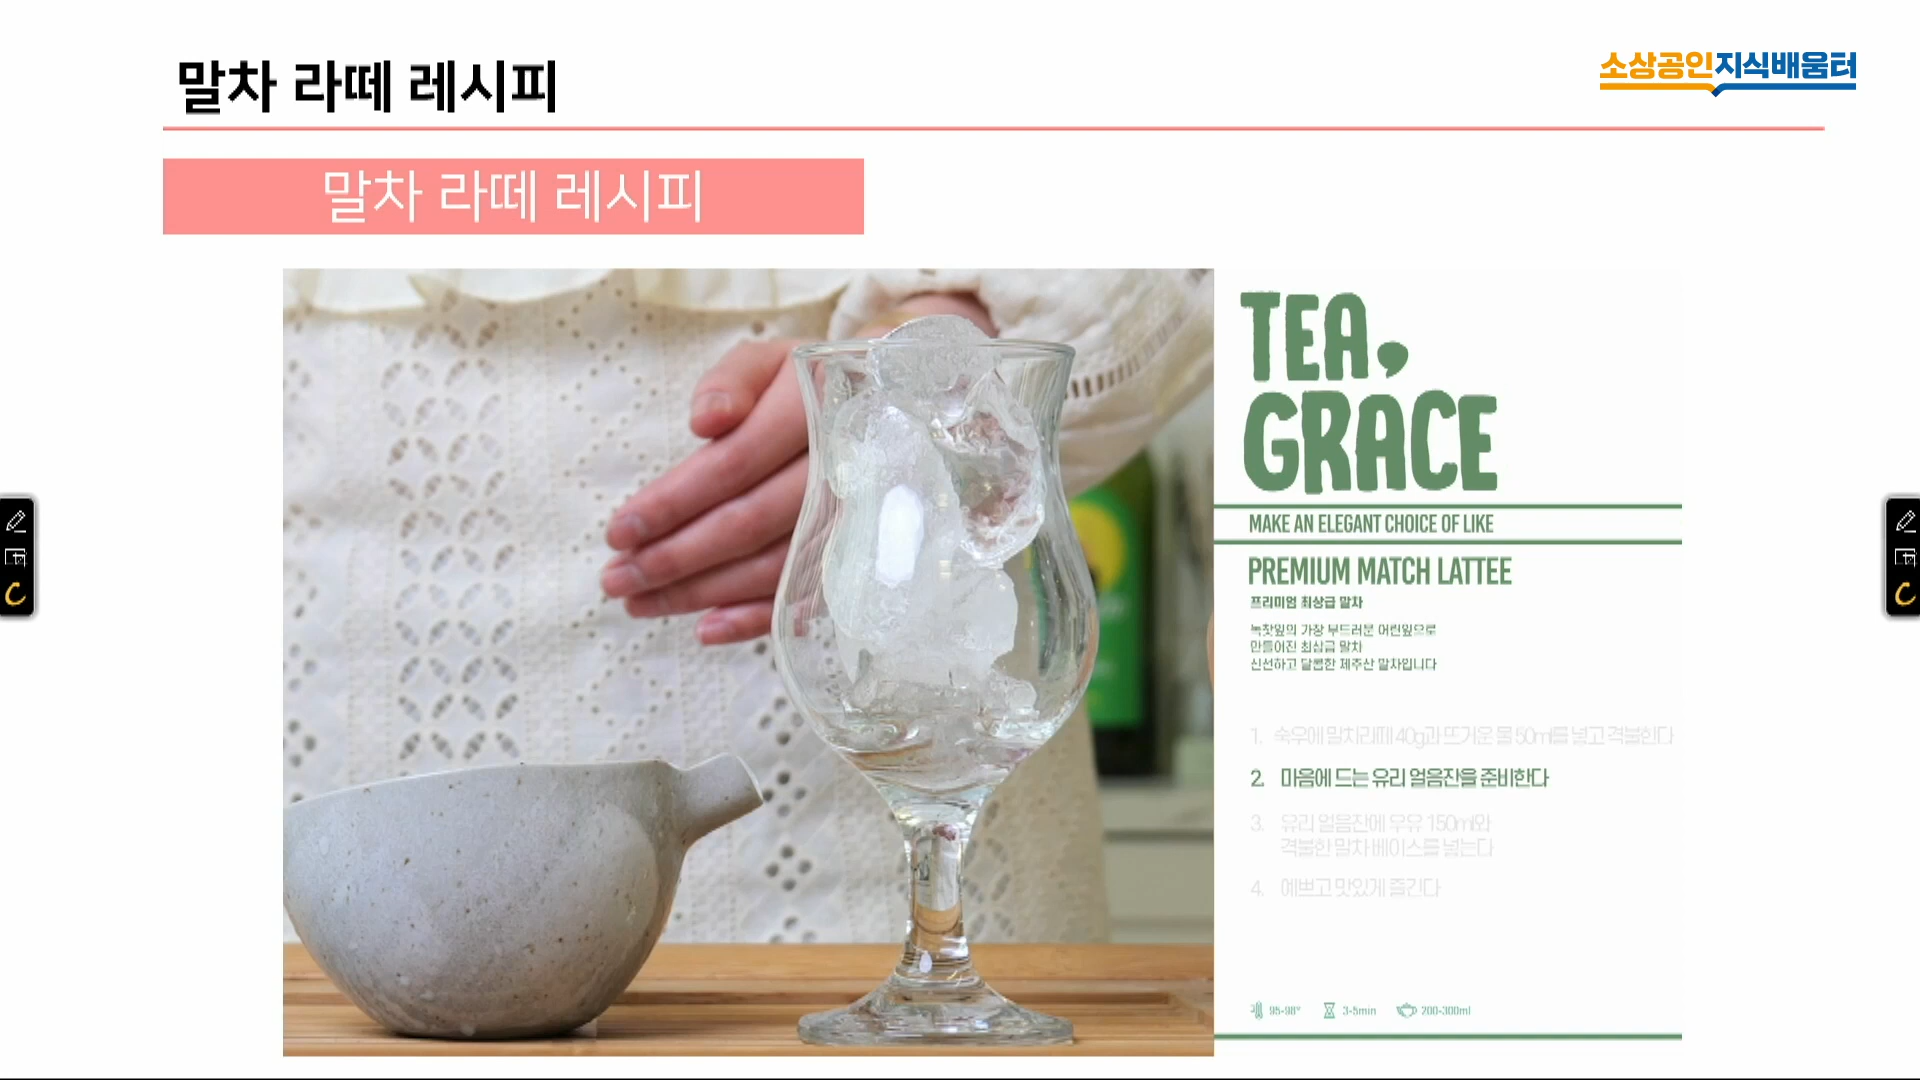 말차 라떼 레시피
소상공인지식배움터
말차 라떼 레시피
TEA,
GRACE
MAKE AN ELEGANT CHOICE OF LIKE
PREMIUM MATCH LATTEE
프리미엄 최상급 말차
녹찻잎의 가장 부드러운 어린잎으로
만들어진 최상급 말차
신선하고 달콤한 제주산 말차입니다
1. 숙우에 말차라떼 40g과 뜨거운 물 50ml를 넣고 격불한다
2. 마음에 드는 유리 얼음잔을 준비한다
3. 유리 얼음잔에 우유 150ml와
격불한 말차 베이스를 넣는다
4. 예쁘고 맛있게 즐긴다
95-98° 3-5min 200-300ml